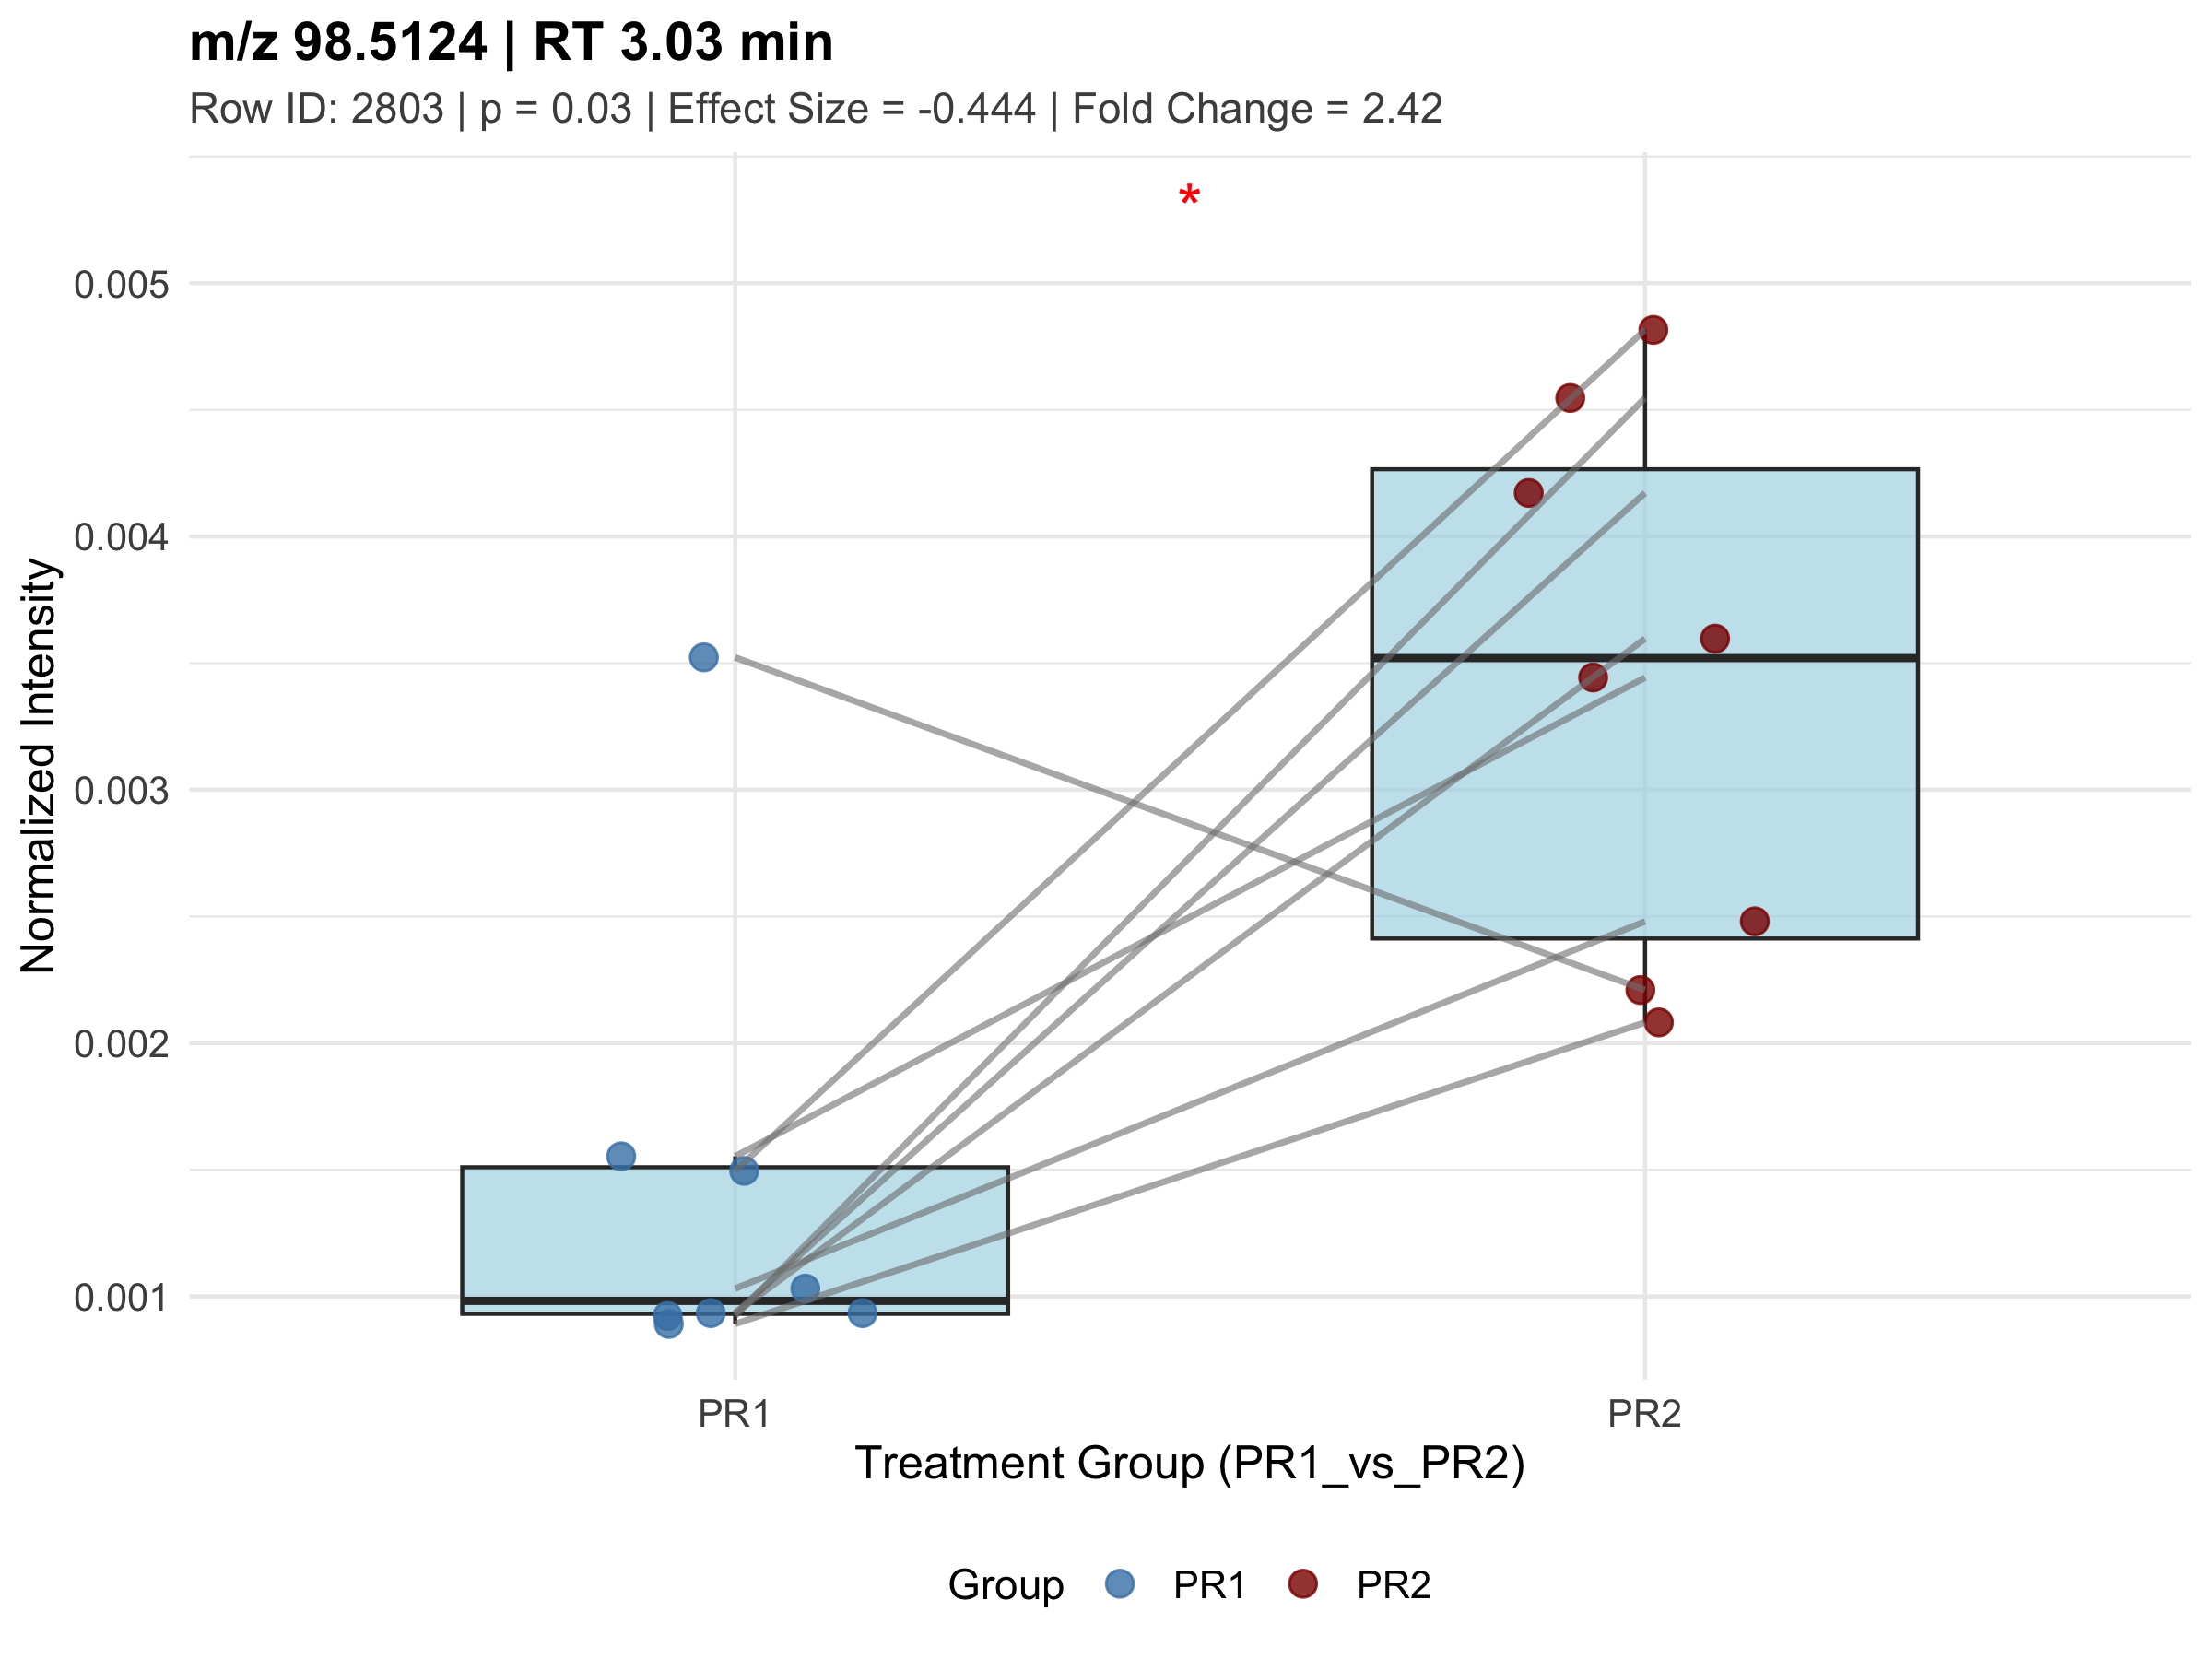 m/z 98.5124 | RT 3.03 min
Row ID: 2803 | p = 0.03 | Effect Size = -0.444 | Fold Change = 2.42
*
0.005
0.004
0.003
0.002
0.001
Normalized Intensity
PR1
PR2
Treatment Group (PR1_vs_PR2)
Group PR1 PR2